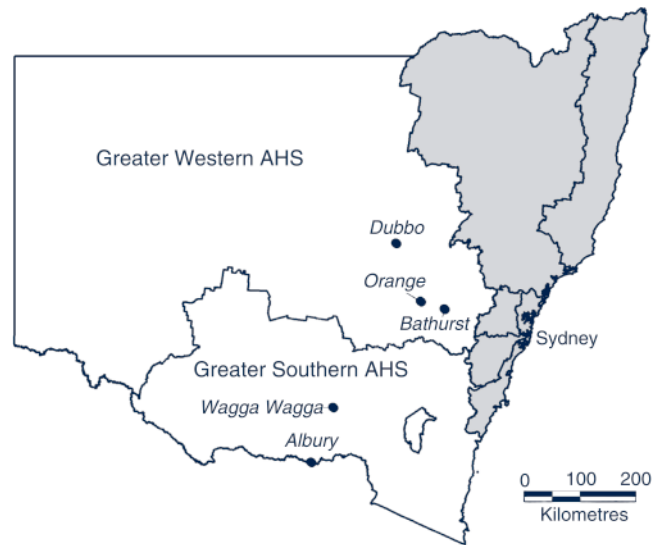 Greater Western AHS
Dubbo
Orange
Bathurst
Sydney
Greater Southern AHS
Wagga Wagga
Albury
0 100 200
Kilometres